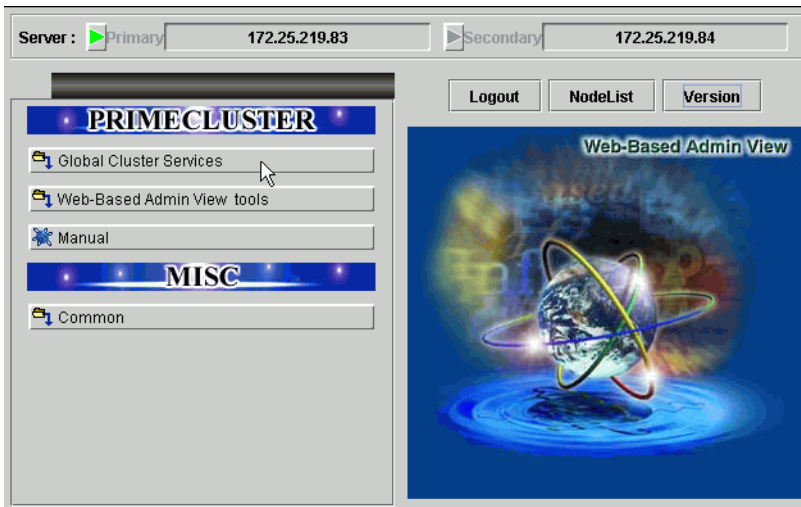 Server : Primary 172.25.219.83 Secondary 172.25.219.84
Logout NodeList Version
PRIMECLUSTER
Global Cluster Services
Web-Based Admin View tools
Manual
MISC
Common
Web-Based Admin View